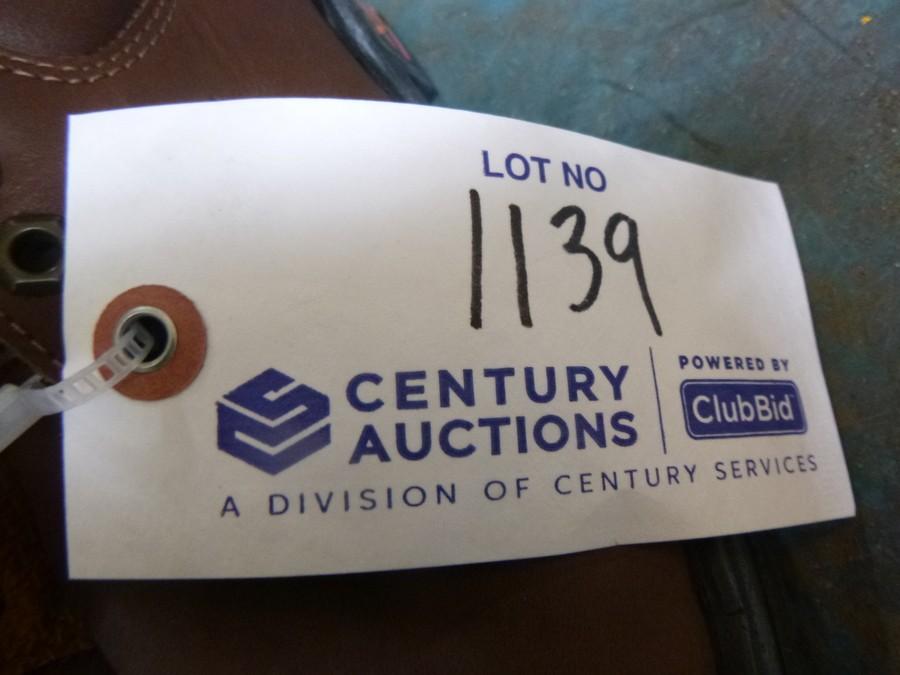 LOT NO
1139
CENTURY
AUCTIONS
POWERED BY
ClubBid
A DIVISION OF CENTURY SERVICES